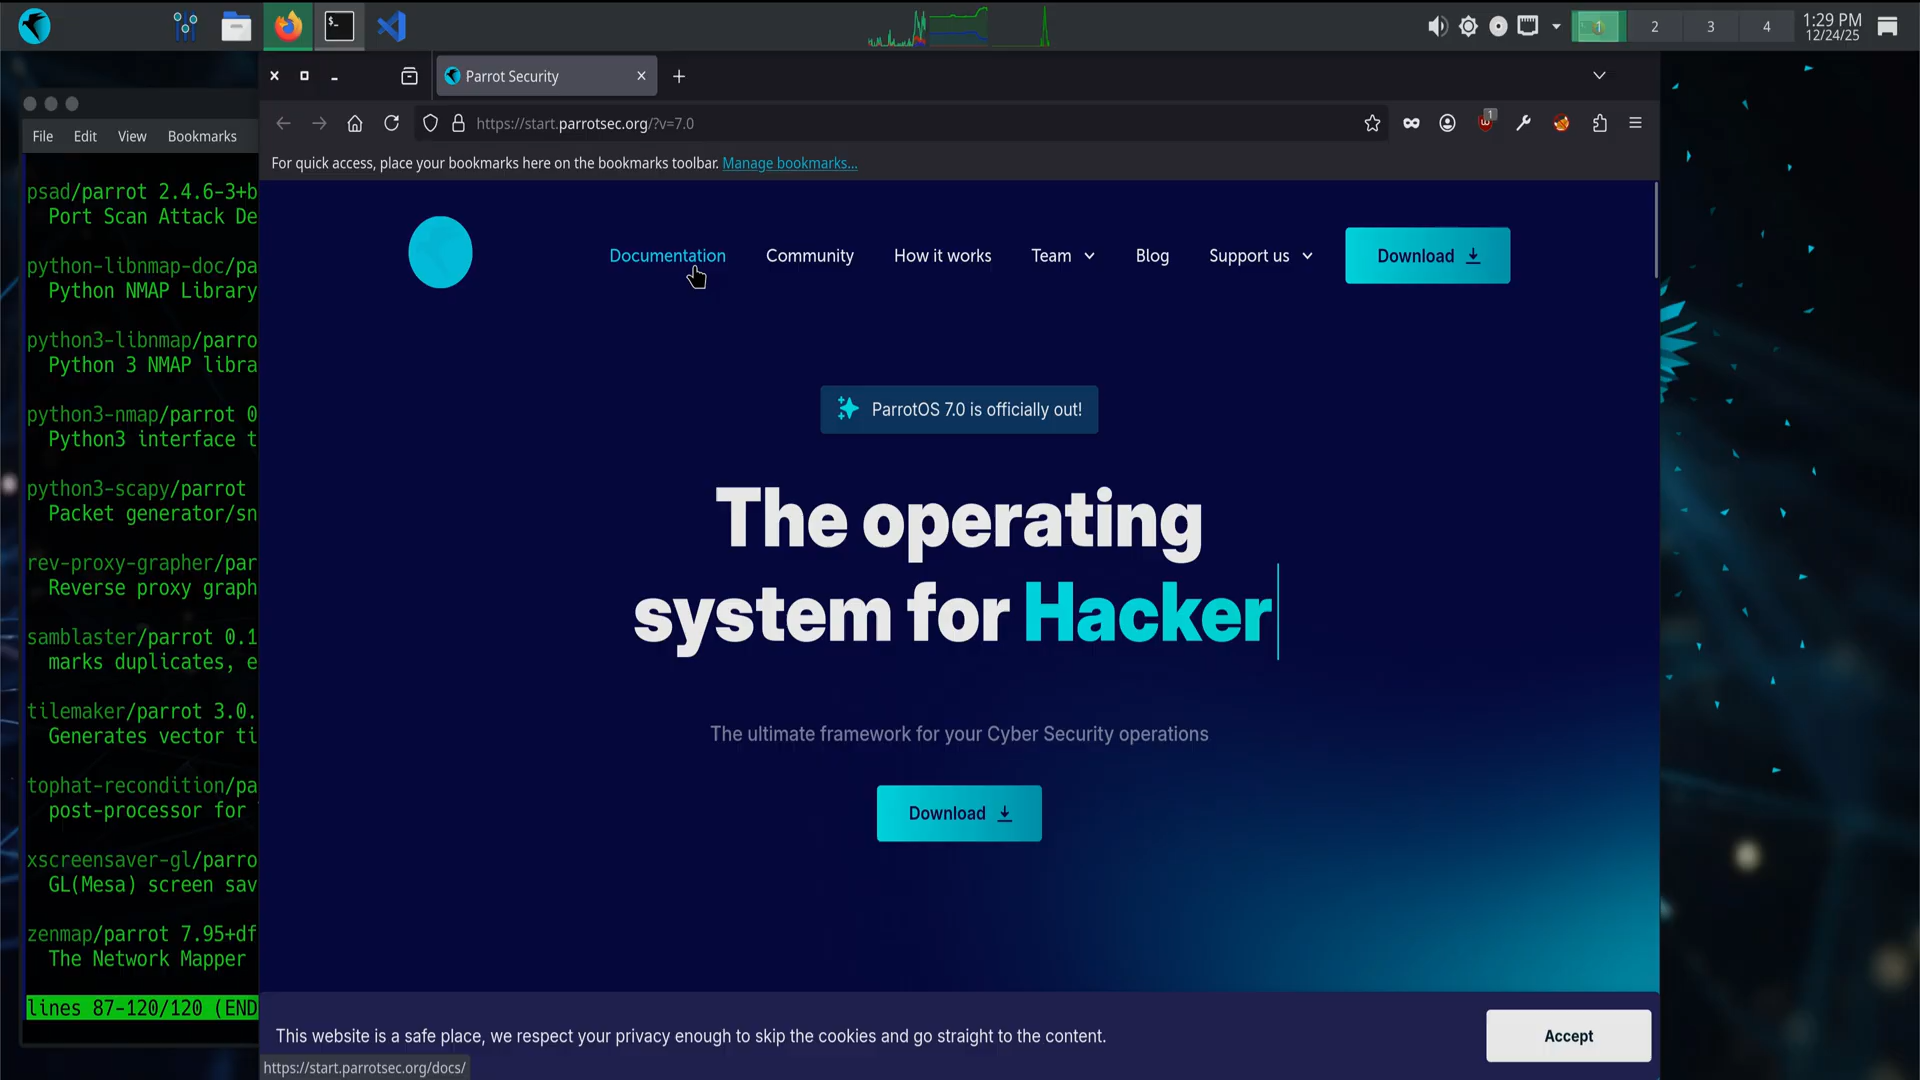 1
2
3
4
1:29 PM
12/24/25
Parrot Security
https://start.parrotsec.org/?v=7.0
1
For quick access, place your bookmarks here on the bookmarks toolbar. Manage bookmarks...
File Edit View Bookmarks
psad/parrot 2.4.6-3+b
Port Scan Attack De
python-libnmap-doc/pa
Python NMAP Library
python3-libnmap/parro
Python 3 NMAP libra
python3-nmap/parrot 0
Python3 interface t
python3-scapy/parrot
Packet generator/sn
rev-proxy-grapher/par
Reverse proxy graph
samblaster/parrot 0.1
marks duplicates, e
tilemaker/parrot 3.0.
Generates vector ti
tophat-recondition/pa
post-processor for
xscreensaver-gl/parro
GL(Mesa) screen sav
zenmap/parrot 7.95+df
The Network Mapper
lines 87-120/120 (END
Documentation Community How it works Team Blog Support us Download
ParrotOS 7.0 is officially out!
The operating
system for Hacker
The ultimate framework for your Cyber Security operations
Download
This website is a safe place, we respect your privacy enough to skip the cookies and go straight to the content.
Accept
https://start.parrotsec.org/docs/